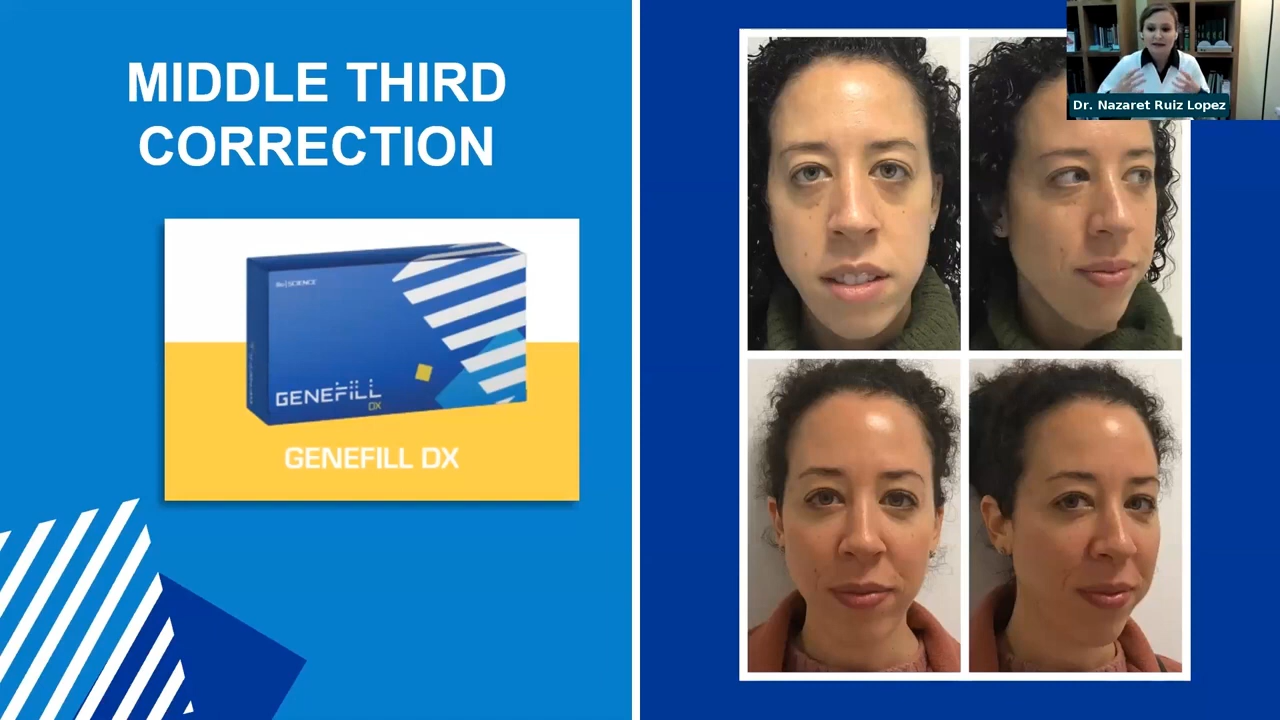 MIDDLE THIRD
CORRECTION
GENEFILL
DX
GENEFILL DX
Dr. Nazaret Ruiz Lopez